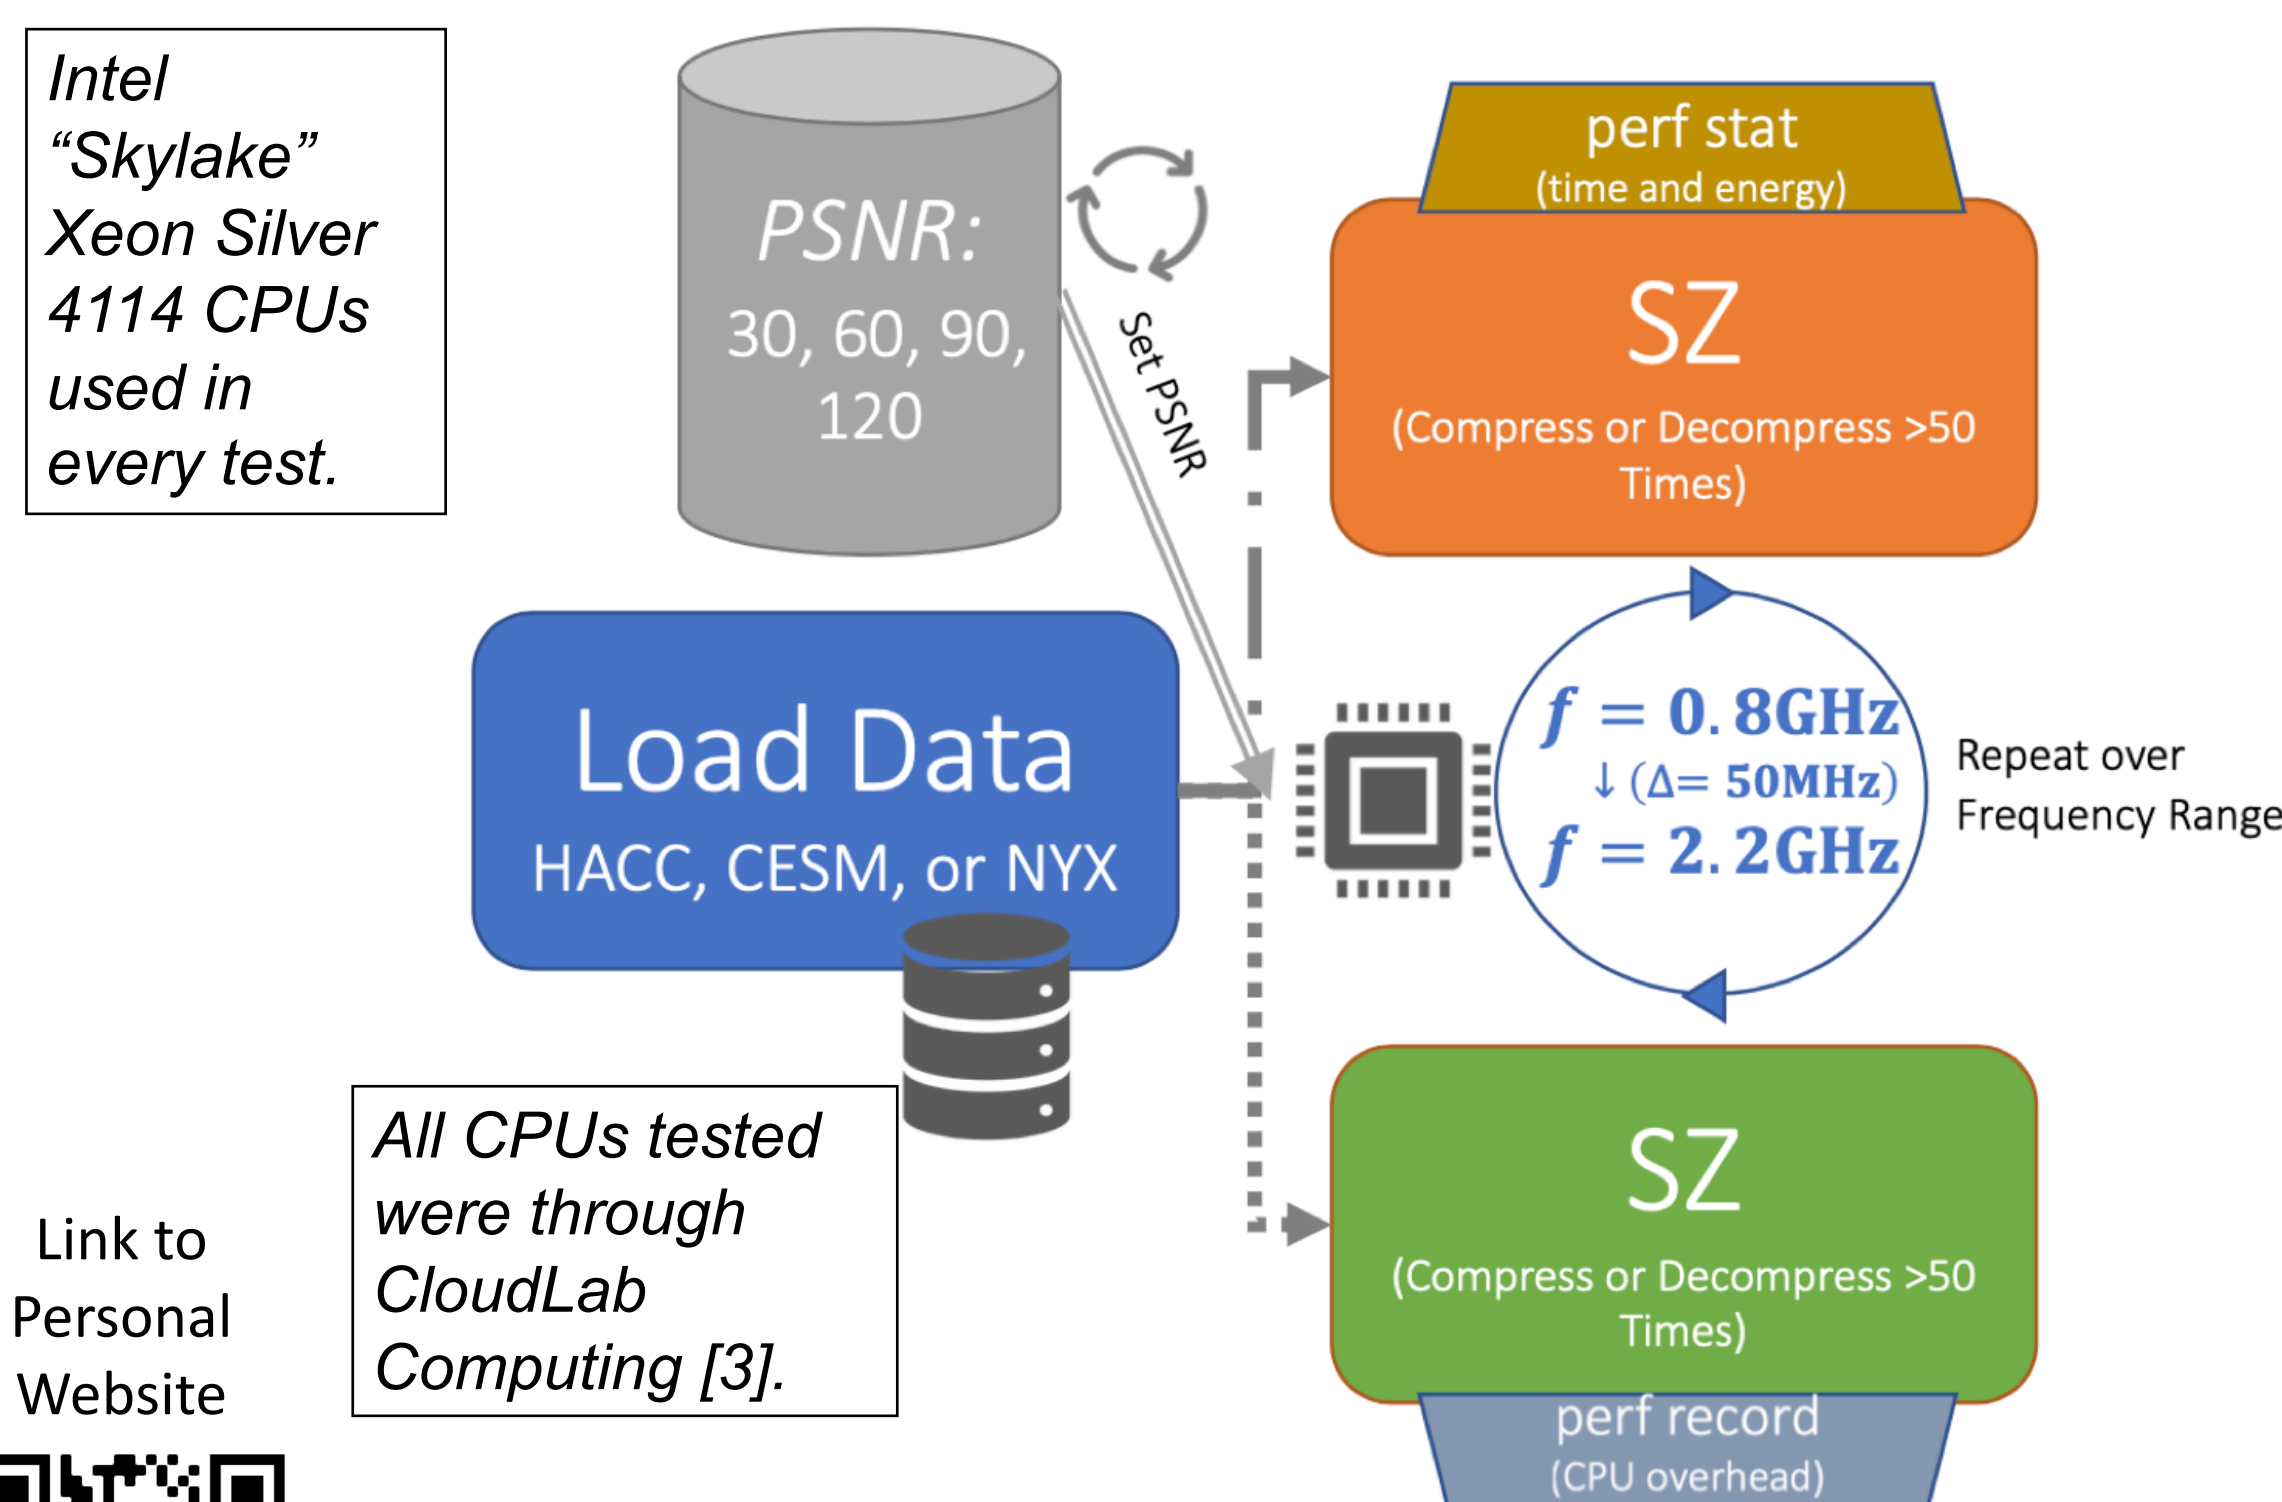 Intel
“Skylake”
Xeon Silver
4114 CPUs
used in
every test.
PSNR:
30, 60, 90,
120
Set PSNR
perf stat
(time and energy)
SZ
(Compress or Decompress >50
Times)
Load Data
HACC, CESM, or NYX
f = 0.8GHz
↓ (Δ= 50MHz)
f = 2.2GHz
Repeat over
Frequency Range
All CPUs tested
were through
CloudLab
Computing [3].
SZ
(Compress or Decompress >50
Times)
perf record
(CPU overhead)
Link to
Personal
Website